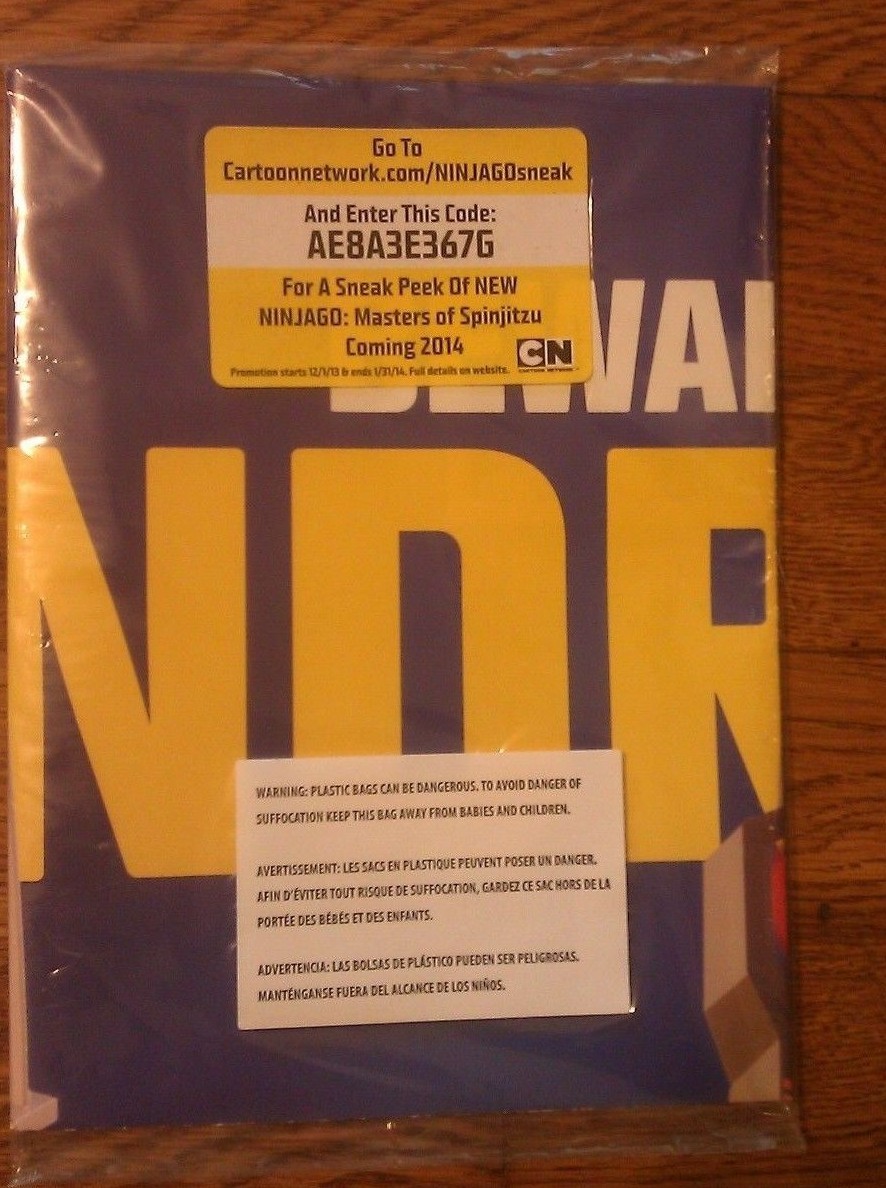 Go To
Cartoonnetwork.com/NINJAGOsneak
And Enter This Code:
AE8A3E367G
For A Sneak Peek Of NEW
NINJAGO: Masters of Spinjitzu
Coming 2014
CN
CARTOON NETWORK
Promotion starts 12/1/13 & ends 1/31/14. Full details on website.
WARNING: PLASTIC BAGS CAN BE DANGEROUS. TO AVOID DANGER OF
SUFFOCATION KEEP THIS BAG AWAY FROM BABIES AND CHILDREN.
AVERTISSEMENT: LES SACS EN PLASTIQUE PEUVENT POSER UN DANGER.
AFIN D'ÉVITER TOUT RISQUE DE SUFFOCATION, GARDEZ CE SAC HORS DE LA
PORTÉE DES BÉBÉS ET DES ENFANTS.
ADVERTENCIA: LAS BOLSAS DE PLÁSTICO PUEDEN SER PELIGROSAS.
MANTÉNGANSE FUERA DEL ALCANCE DE LOS NIÑOS.